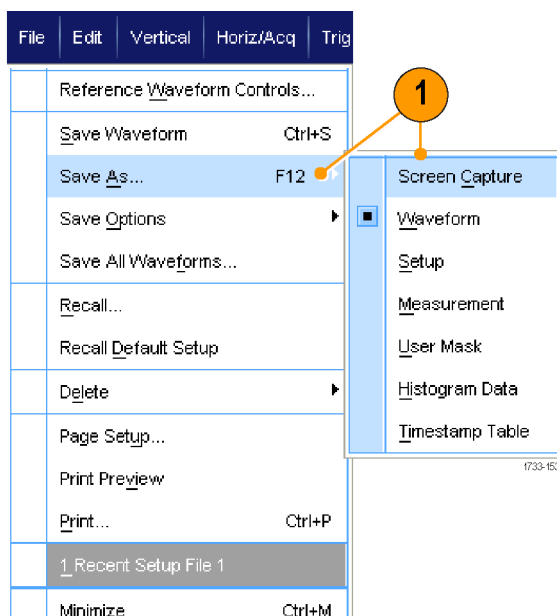 File Edit Vertical Horiz/Acq Trig
Reference Waveform Controls...
1
Save Waveform Ctrl+S
Save As... F12
Screen Capture
Save Options
Waveform
Save All Waveforms...
Setup
Recall...
Measurement
Recall Default Setup
User Mask
Delete
Histogram Data
Page Setup...
Timestamp Table
Print Preview
Print... Ctrl+P
1 Recent Setup File 1
Minimize Ctrl+M